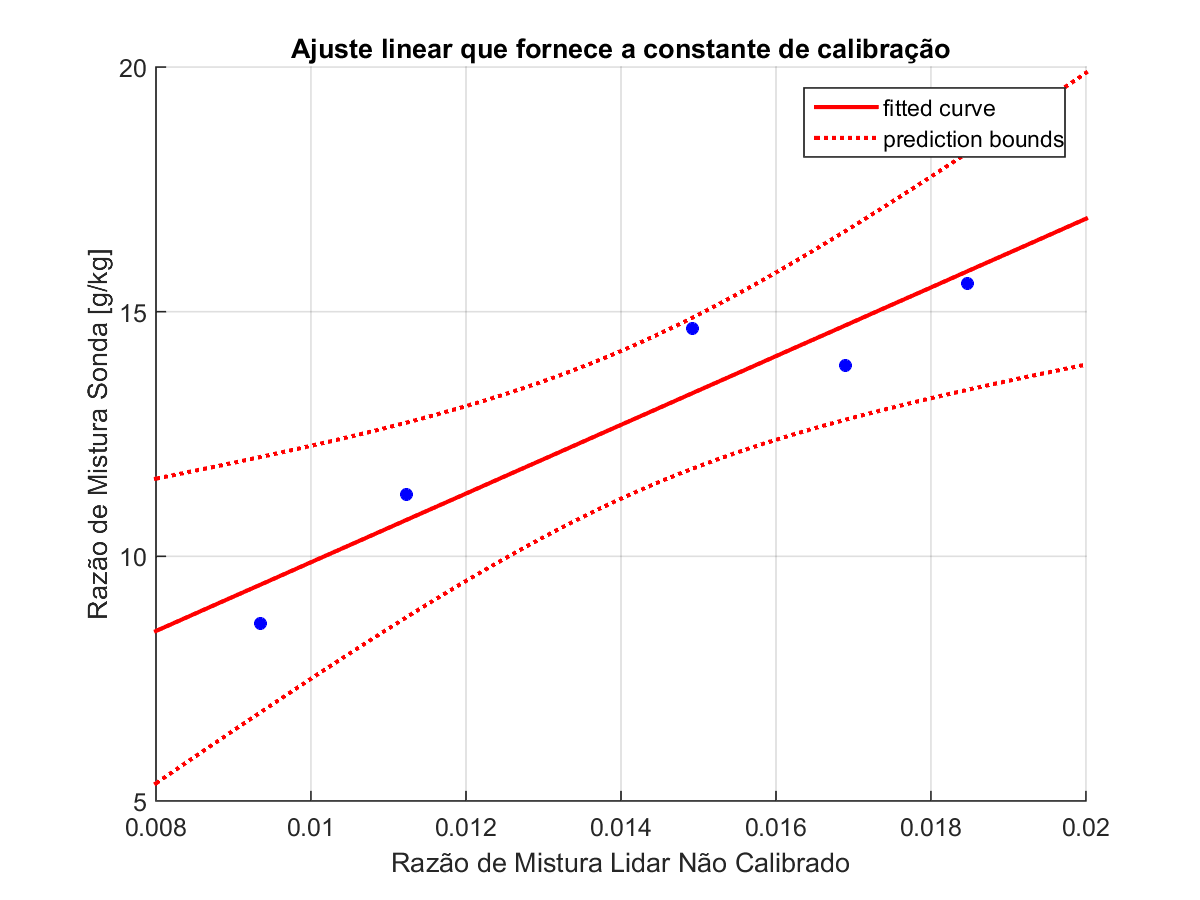 Ajuste linear que fornece a constante de calibração
fitted curve
prediction bounds
Razão de Mistura Sonda [g/kg]
20
15
10
5
0.008 0.01 0.012 0.014 0.016 0.018 0.02
Razão de Mistura Lidar Não Calibrado